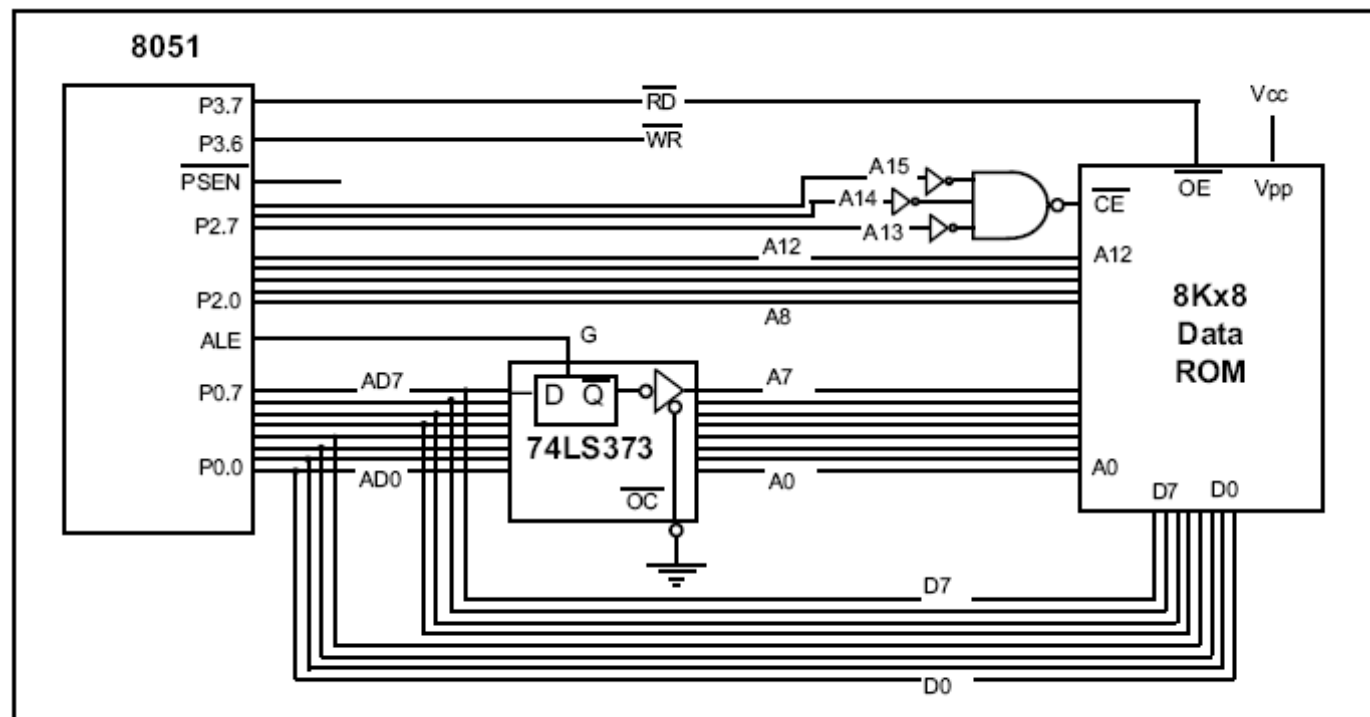 8051
P3.7
RD
Vcc
P3.6
WR
PSEN
A15
OE
Vpp
A14
CE
P2.7
A13
A12
A12
P2.0
8Kx8
Data
ROM
A8
ALE
G
P0.7
AD7
D Q
A7
74LS373
P0.0
AD0
A0
A0
OC
D7
D0
D7
D0